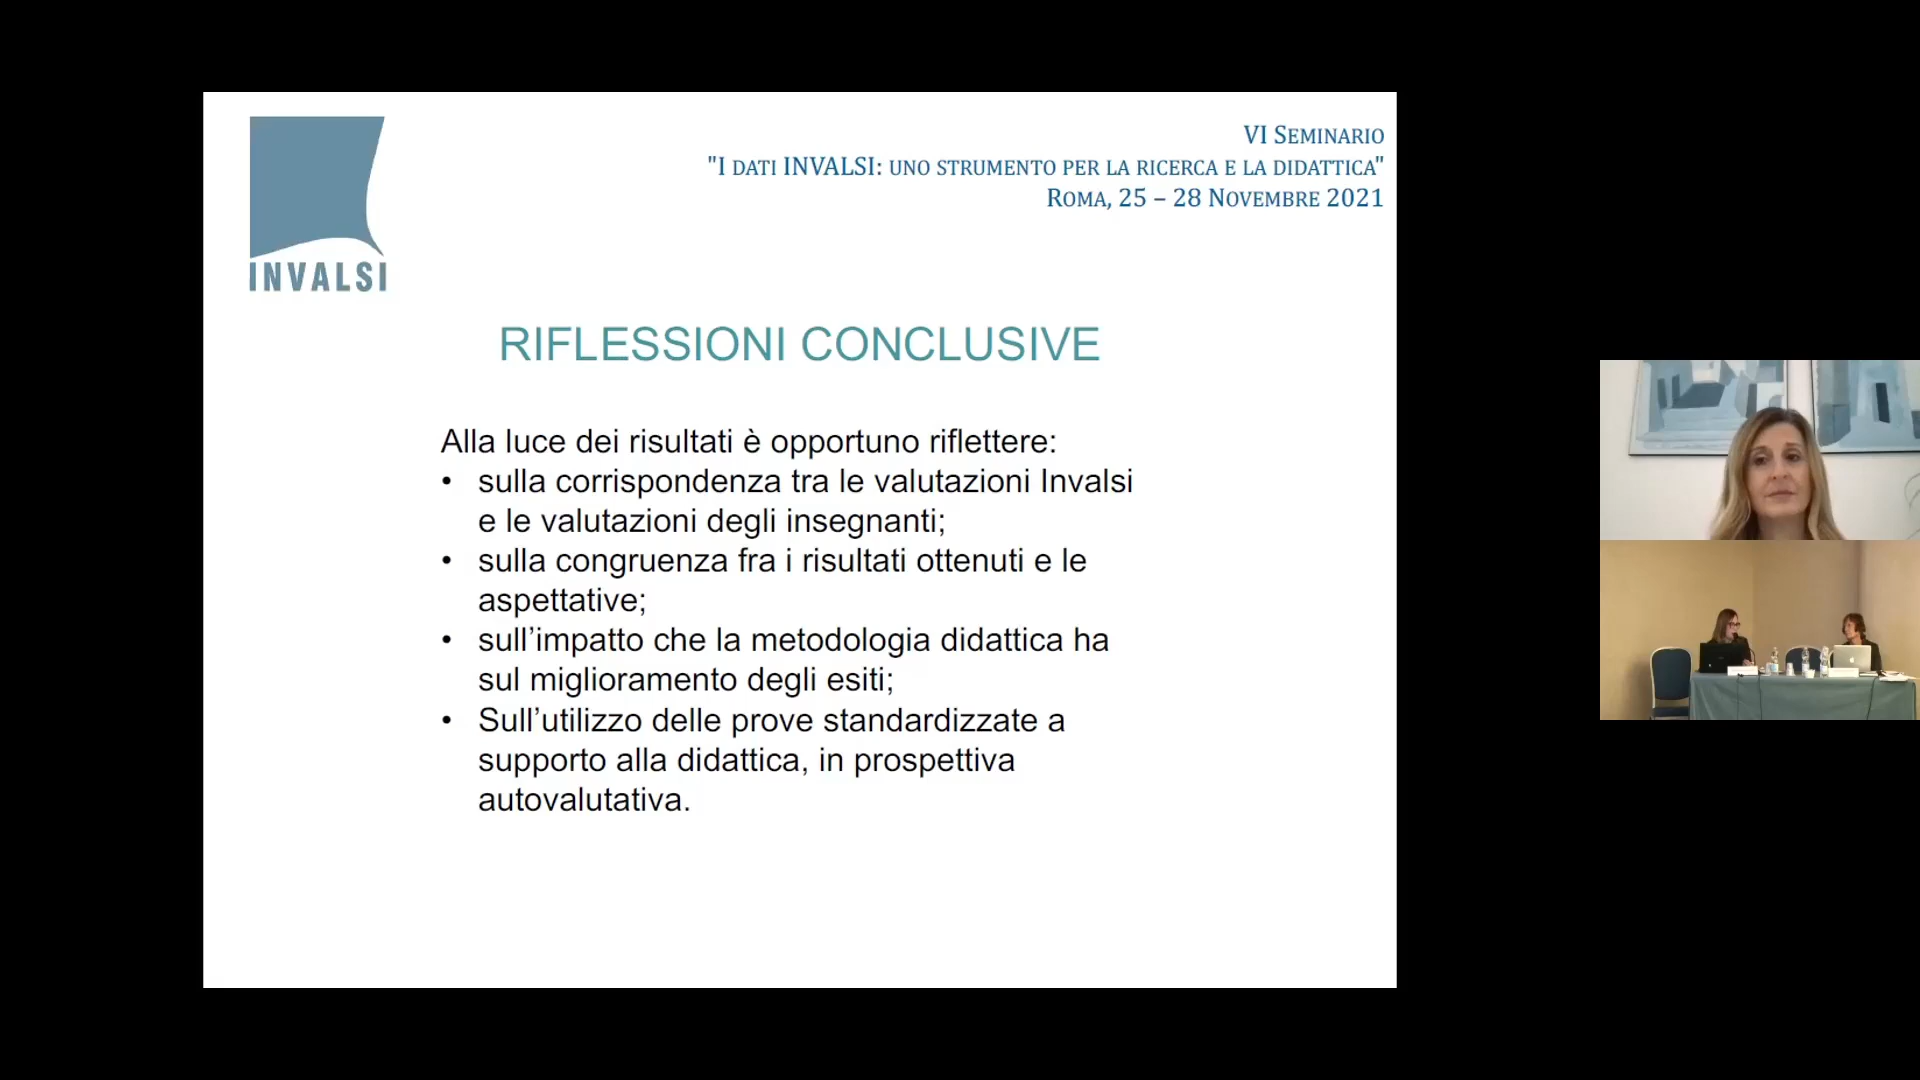 VI Seminario
"I dati INVALSI: uno strumento per la ricerca e la didattica"
Roma, 25 – 28 Novembre 2021
INVALSI
RIFLESSIONI CONCLUSIVE
Alla luce dei risultati è opportuno riflettere:
• sulla corrispondenza tra le valutazioni Invalsi
e le valutazioni degli insegnanti;
• sulla congruenza fra i risultati ottenuti e le
aspettative;
• sull’impatto che la metodologia didattica ha
sul miglioramento degli esiti;
• Sull’utilizzo delle prove standardizzate a
supporto alla didattica, in prospettiva
autovalutativa.